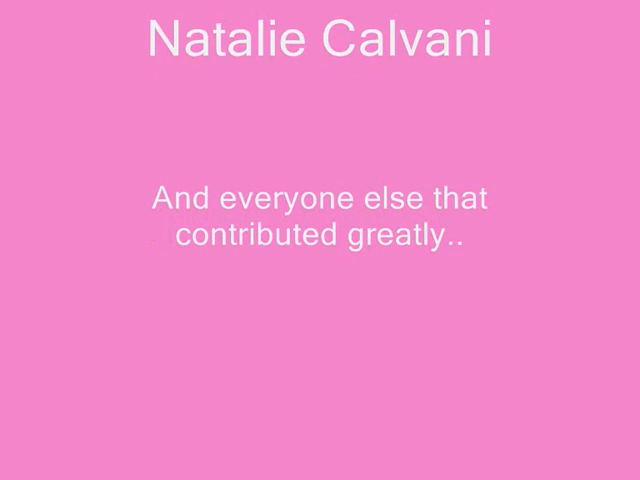 Natalie Calvani
And everyone else that
contributed greatly..